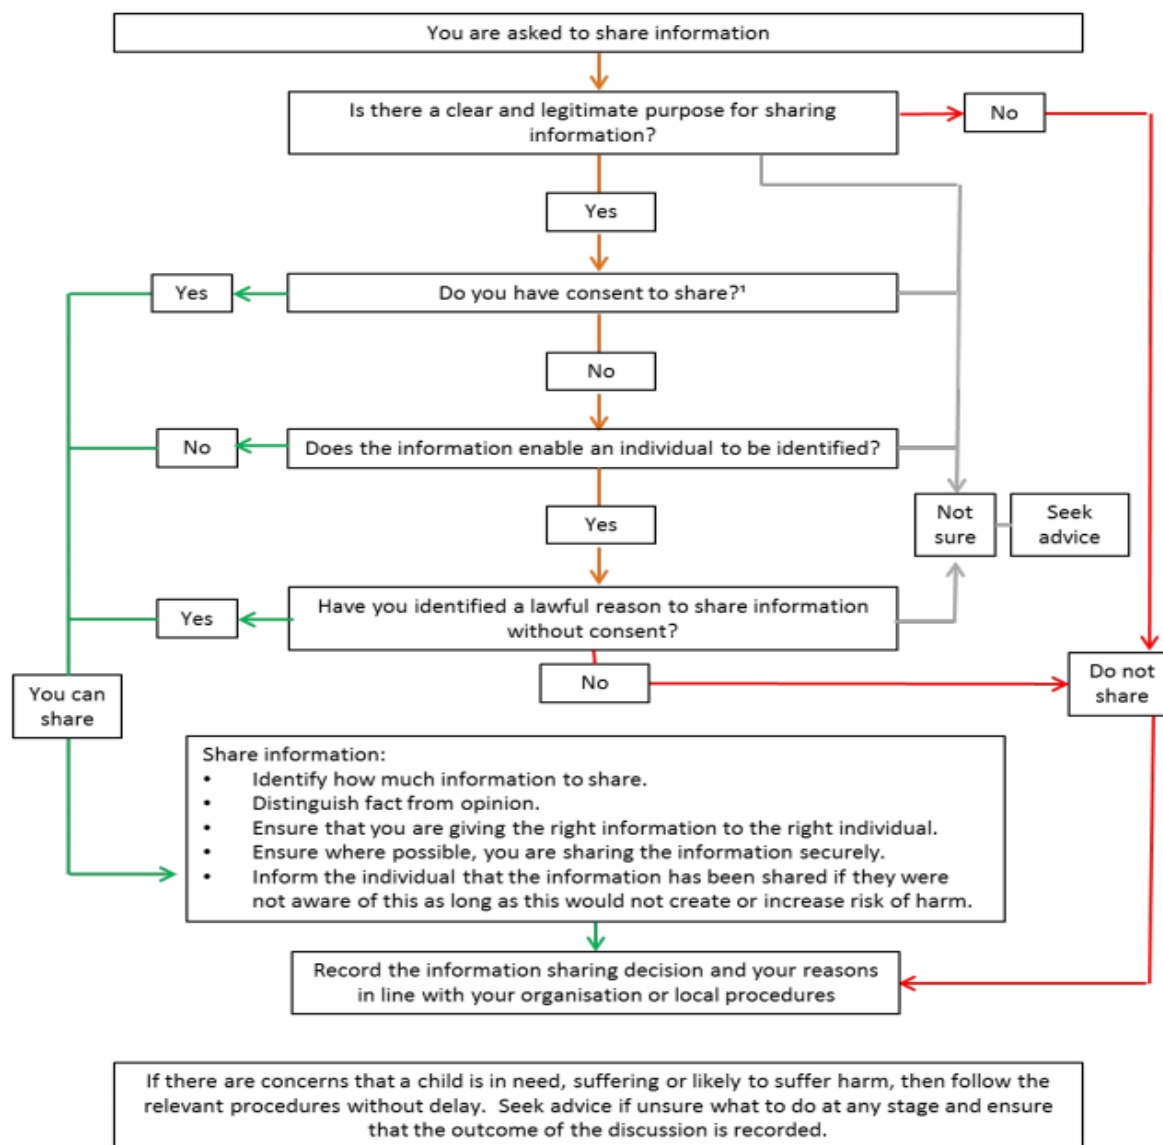 You are asked to share information
Is there a clear and legitimate purpose for sharing
information?
No
Yes
Yes
Do you have consent to share?¹
No
No
Does the information enable an individual to be identified?
Yes
Not
sure
Seek
advice
Yes
Have you identified a lawful reason to share information
without consent?
No
Do not
share
You can
share
Share information:
• Identify how much information to share.
• Distinguish fact from opinion.
• Ensure that you are giving the right information to the right individual.
• Ensure where possible, you are sharing the information securely.
• Inform the individual that the information has been shared if they were
not aware of this as long as this would not create or increase risk of harm.
Record the information sharing decision and your reasons
in line with your organisation or local procedures
If there are concerns that a child is in need, suffering or likely to suffer harm, then follow the
relevant procedures without delay. Seek advice if unsure what to do at any stage and ensure
that the outcome of the discussion is recorded.